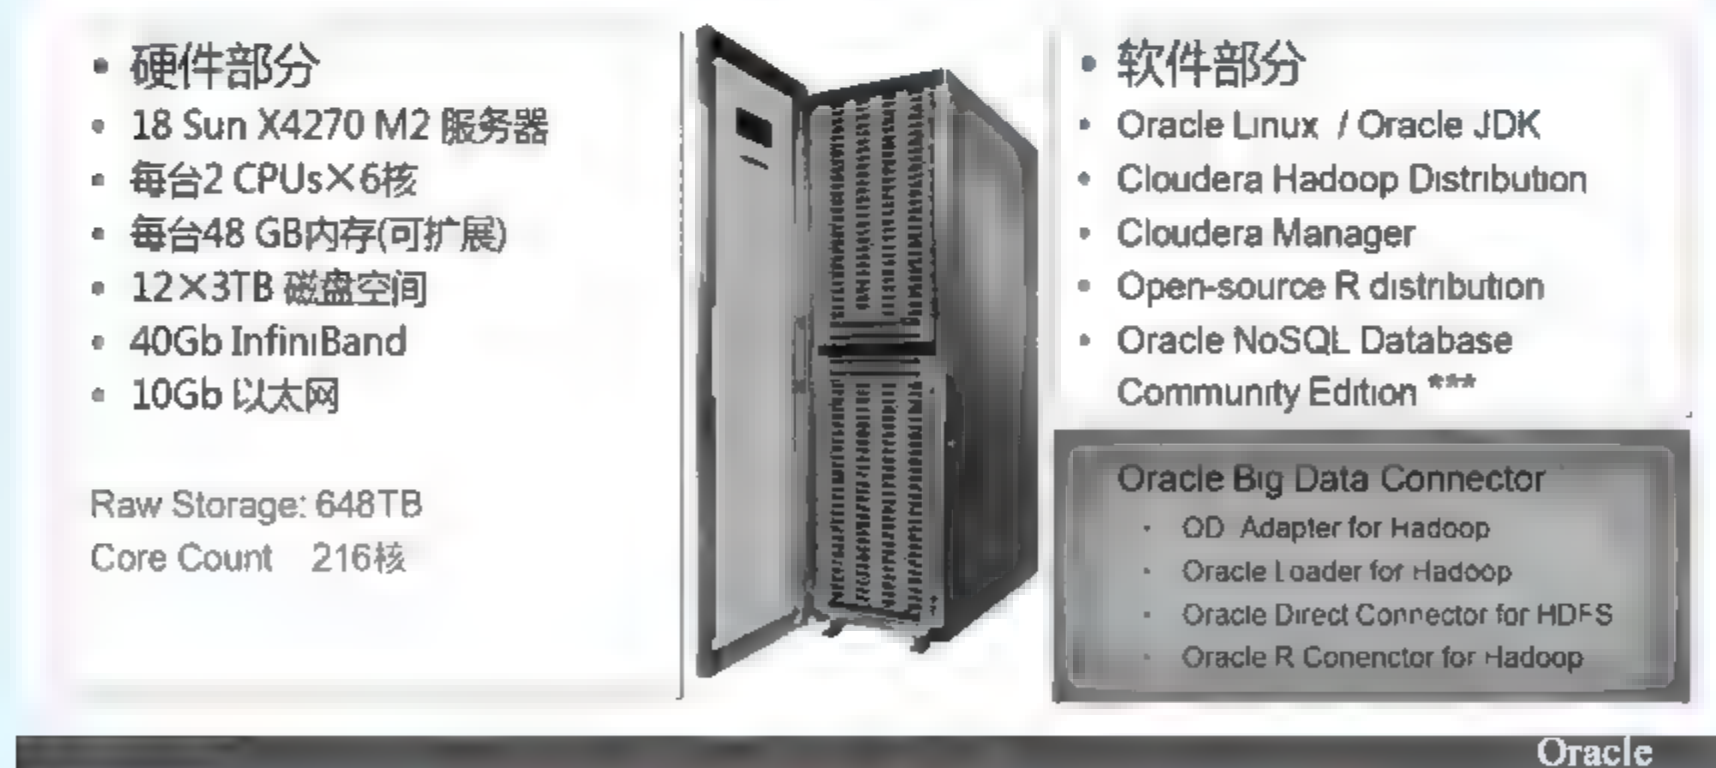 • 硬件部分
• 18 Sun X4270 M2 服务器
• 每台2 CPUs×6核
• 每台48 GB内存(可扩展)
• 12×3TB 磁盘空间
• 40Gb InfiniBand
• 10Gb 以太网
Raw Storage: 648TB
Core Count 216核
• 软件部分
• Oracle Linux / Oracle JDK
• Cloudera Hadoop Distribution
• Cloudera Manager
• Open-source R distribution
• Oracle NoSQL Database
Community Edition ***
Oracle Big Data Connector
• OD Adapter for Hadoop
• Oracle Loader for Hadoop
• Oracle Direct Connector for HDFS
• Oracle R Conenctor for Hadoop
Oracle